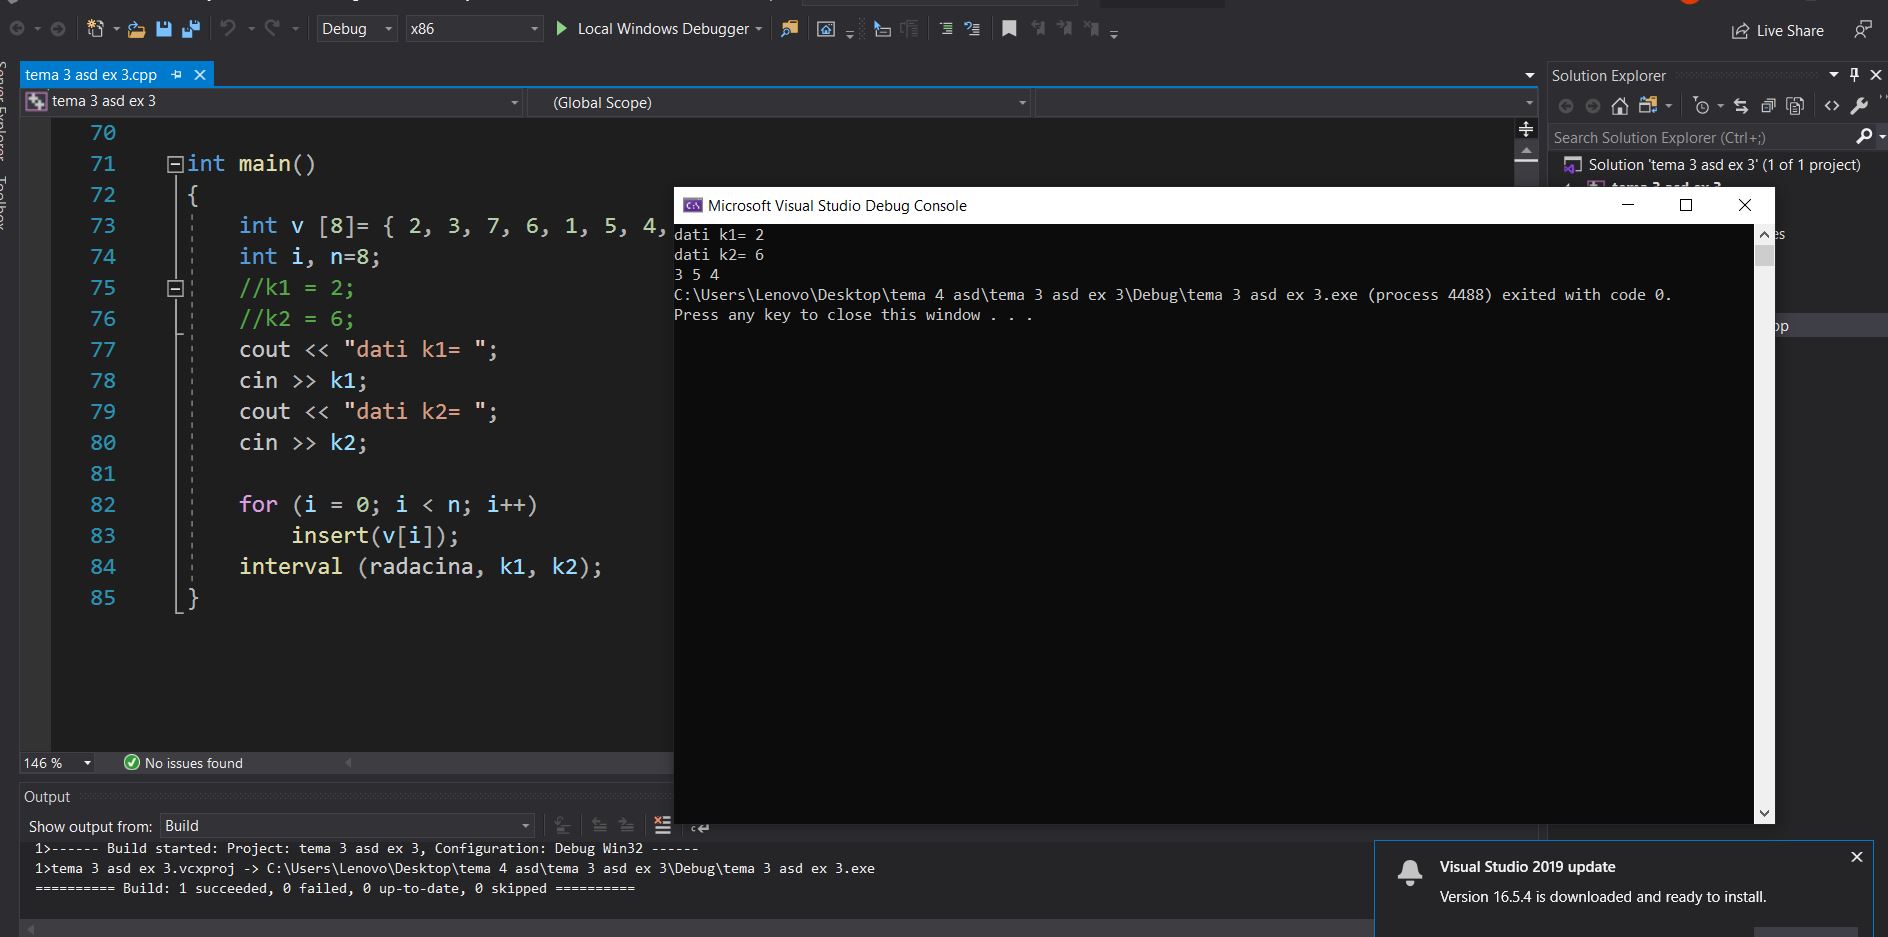 Debug
x86
Local Windows Debugger
Live Share
Server Explorer
Toolbox
tema 3 asd ex 3.cpp
tema 3 asd ex 3
(Global Scope)
70
71 int main()
72 {
73 int v [8]= { 2, 3, 7, 6, 1, 5, 4,
74 int i, n=8;
75 //k1 = 2;
76 //k2 = 6;
77 cout << "dati k1= ";
78 cin >> k1;
79 cout << "dati k2= ";
80 cin >> k2;
81
82 for (i = 0; i < n; i++)
83 insert(v[i]);
84 interval (radacina, k1, k2);
85 }
Microsoft Visual Studio Debug Console
dati k1= 2
dati k2= 6
3 5 4
C:\Users\Lenovo\Desktop\tema 4 asd\tema 3 asd ex 3\Debug\tema 3 asd ex 3.exe (process 4488) exited with code 0.
Press any key to close this window . . .
Solution Explorer
Search Solution Explorer (Ctrl+;)
Solution 'tema 3 asd ex 3' (1 of 1 project)
tema 3 asd ex 3
es
pp
146 %
No issues found
Output
Show output from: Build
1>------ Build started: Project: tema 3 asd ex 3, Configuration: Debug Win32 ------
1>tema 3 asd ex 3.vcxproj -> C:\Users\Lenovo\Desktop\tema 4 asd\tema 3 asd ex 3\Debug\tema 3 asd ex 3.exe
========== Build: 1 succeeded, 0 failed, 0 up-to-date, 0 skipped ==========
Visual Studio 2019 update
Version 16.5.4 is downloaded and ready to install.